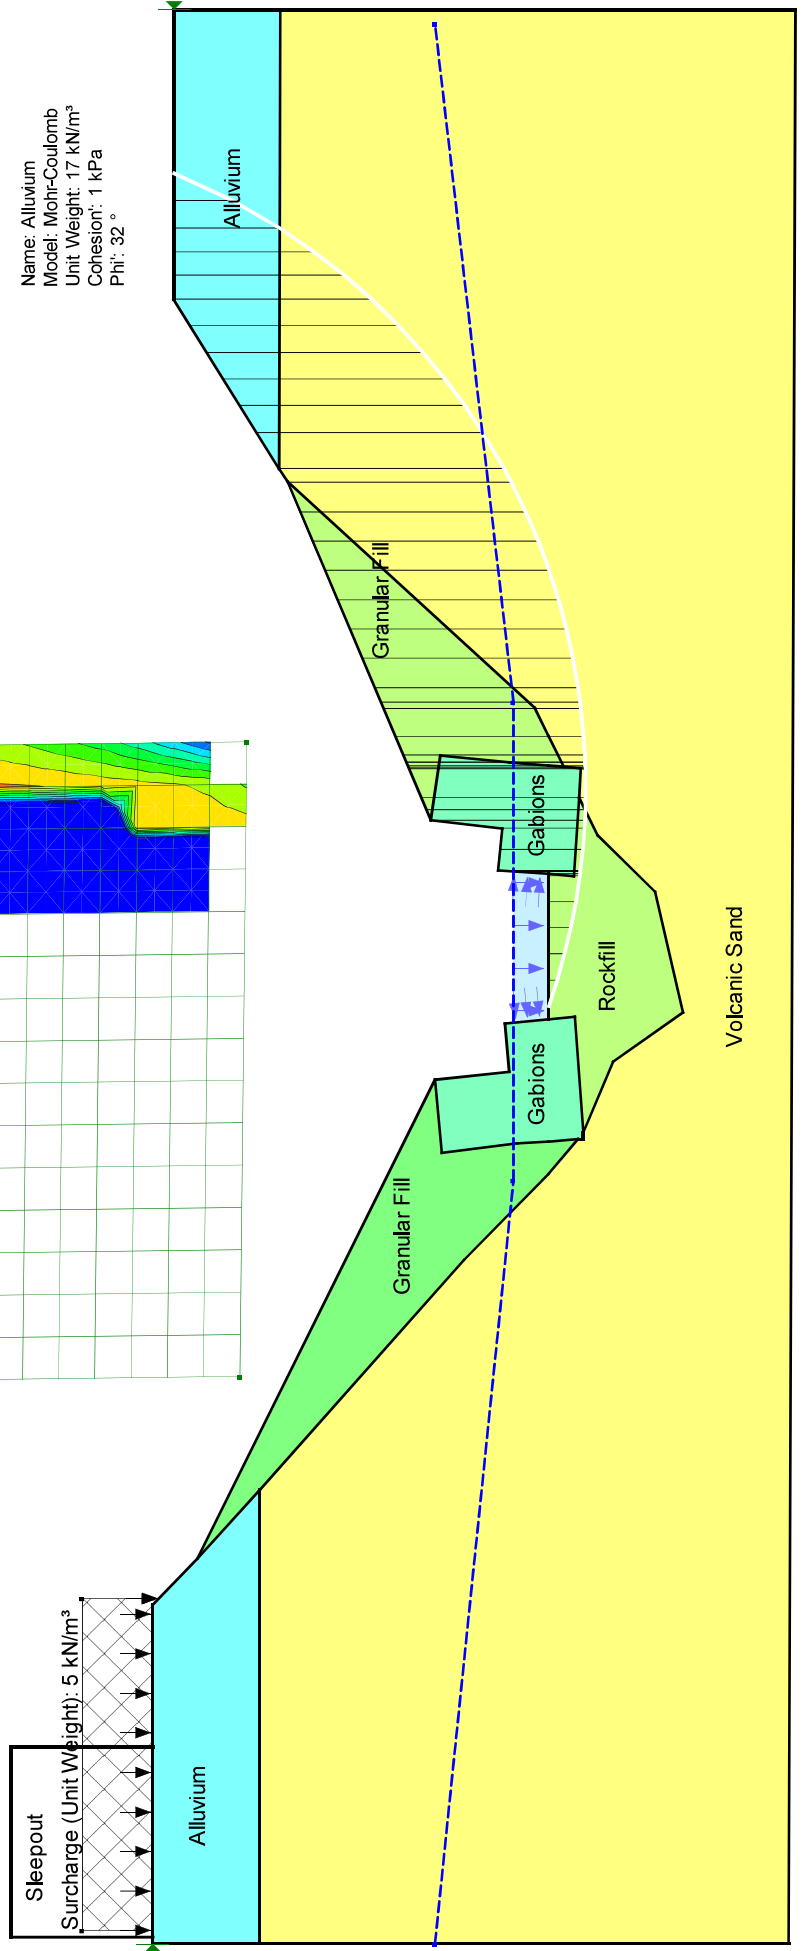 Sleepout
Surcharge (Unit Weight): 5 kN/m³
Alluvium
Granular Fill
Gabions
Rockfill
Volcanic Sand
Gabions
Granular Fill
Alluvium
Name: Alluvium
Model: Mohr-Coulomb
Unit Weight: 17 kN/m³
Cohesion': 1 kPa
Phi': 32 °